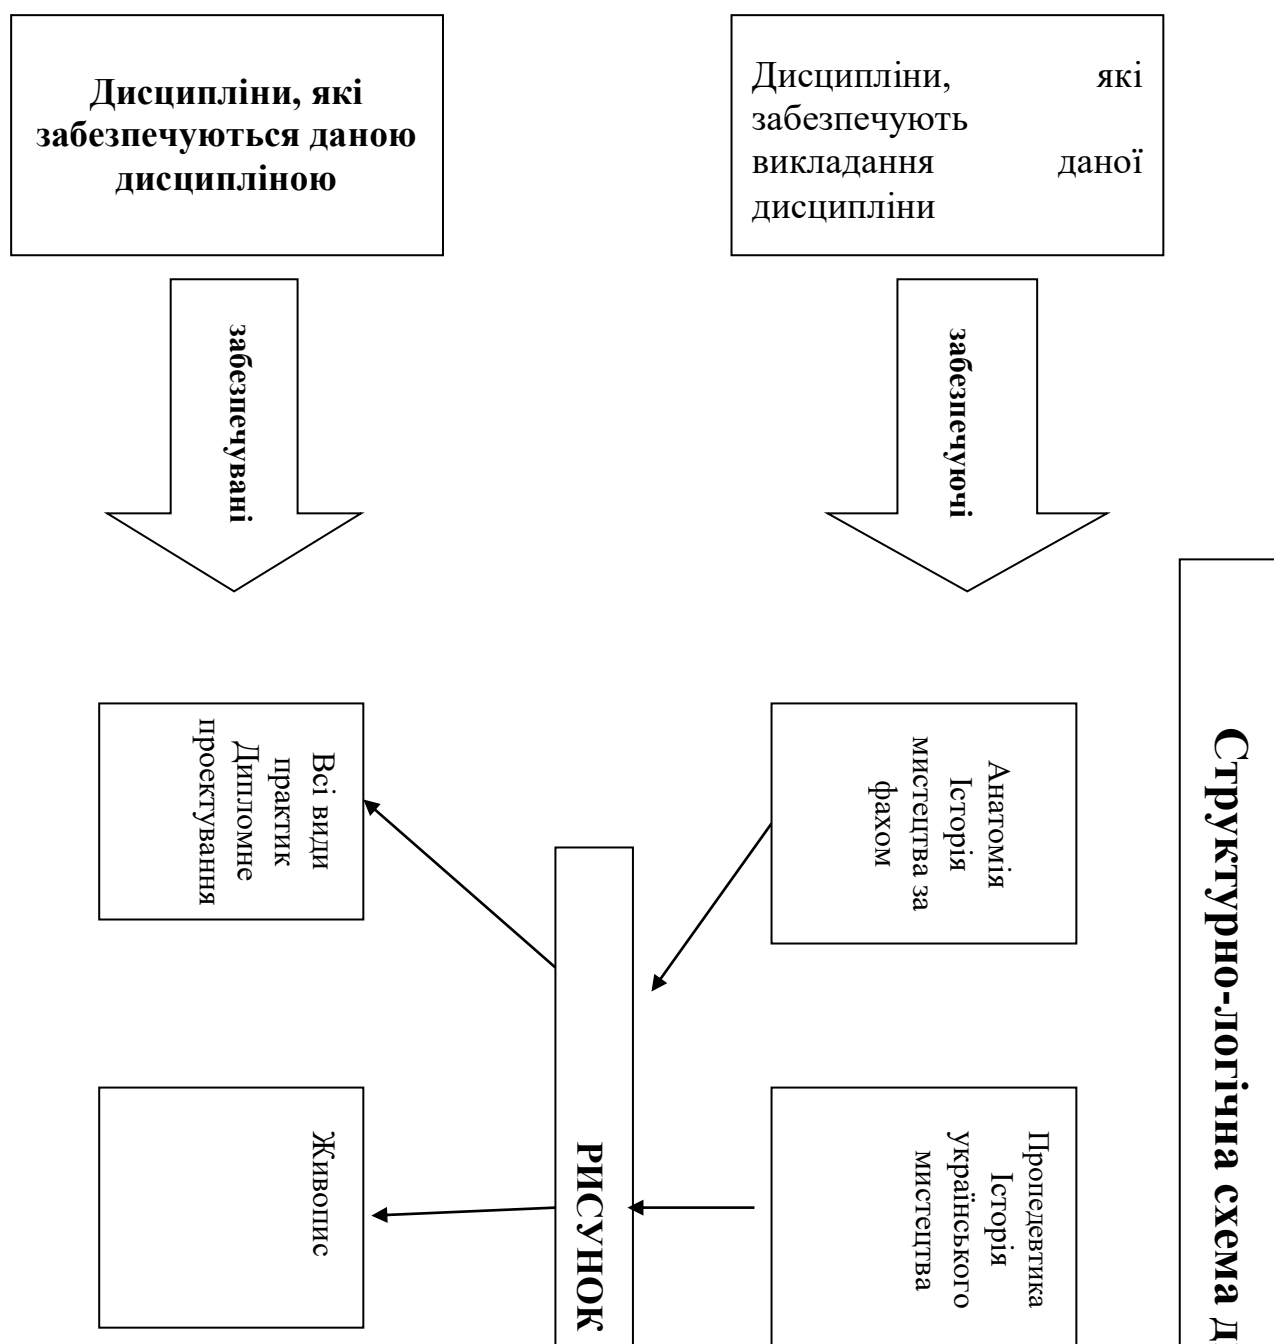 Дисципліни, які
забезпечуються даною
дисципліною
Дисципліни, які
забезпечують
викладання даної
дисципліни
забезпечувані
забезпечуючі
Структурно-логічна схема д
Всі види
практик
Дипломне
проектування
Анатомія
Історія
мистецтва за
фахом
РИСУНОК
Живопис
Пропедевтика
Історія
українського
мистецтва